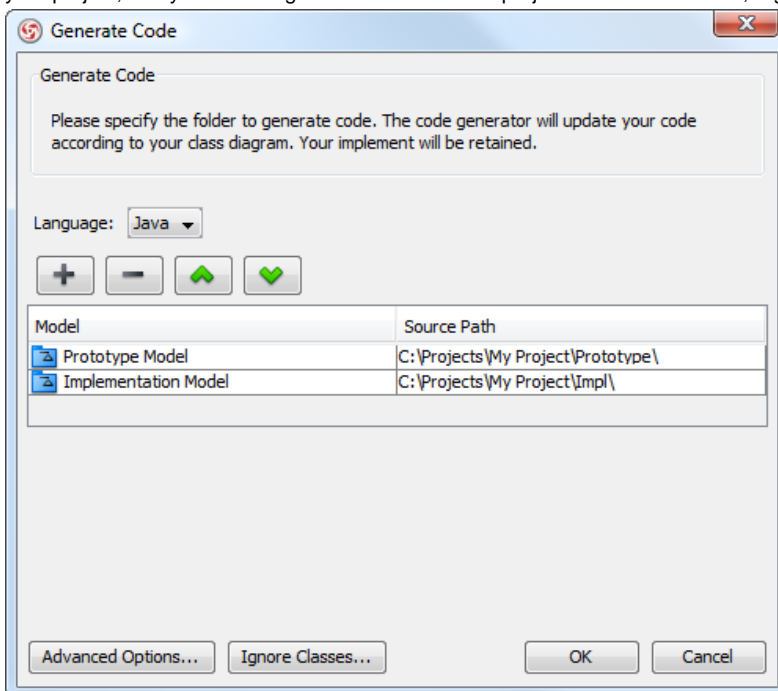 Generate Code
Generate Code
Please specify the folder to generate code. The code generator will update your code
according to your class diagram. Your implement will be retained.
Language: Java
Model Source Path
Prototype Model C:\Projects\My Project\Prototype\
Implementation Model C:\Projects\My Project\Impl\
Advanced Options... Ignore Classes... OK Cancel